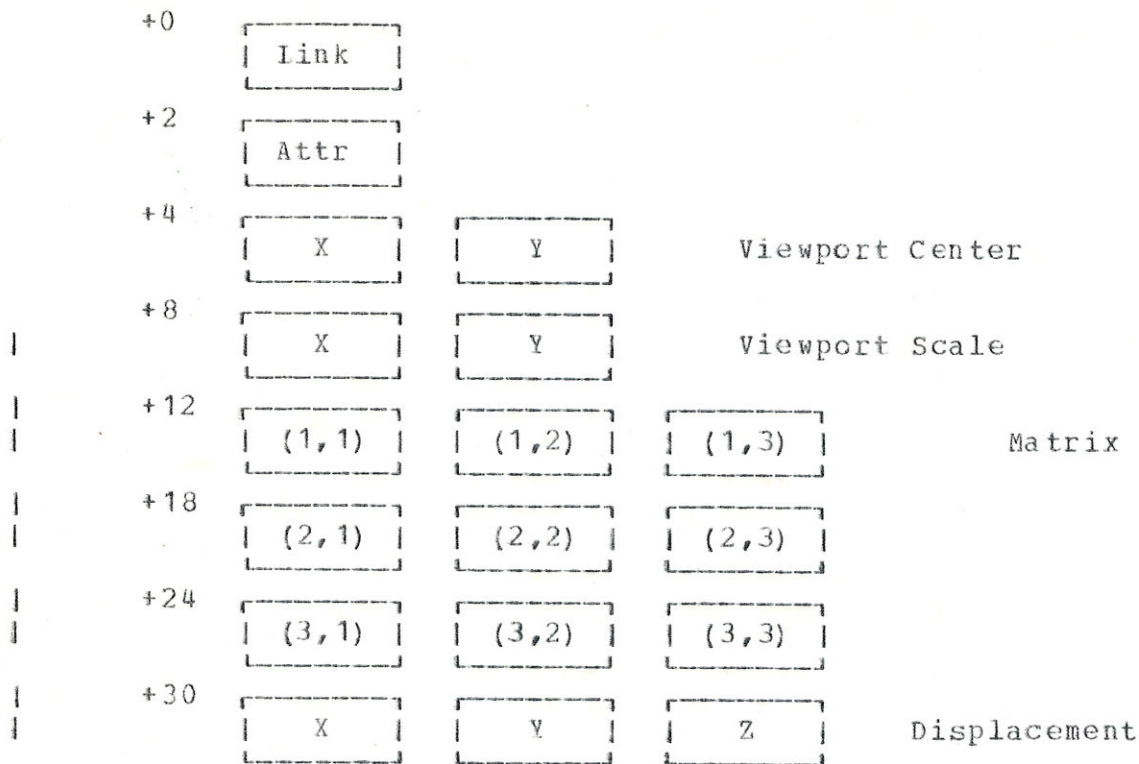 +0
Link
+2
Attr
+4
X Y Viewport Center
+8
X Y Viewport Scale
+12
(1,1) (1,2) (1,3) Matrix
+18
(2,1) (2,2) (2,3)
+24
(3,1) (3,2) (3,3)
+30
X Y Z Displacement